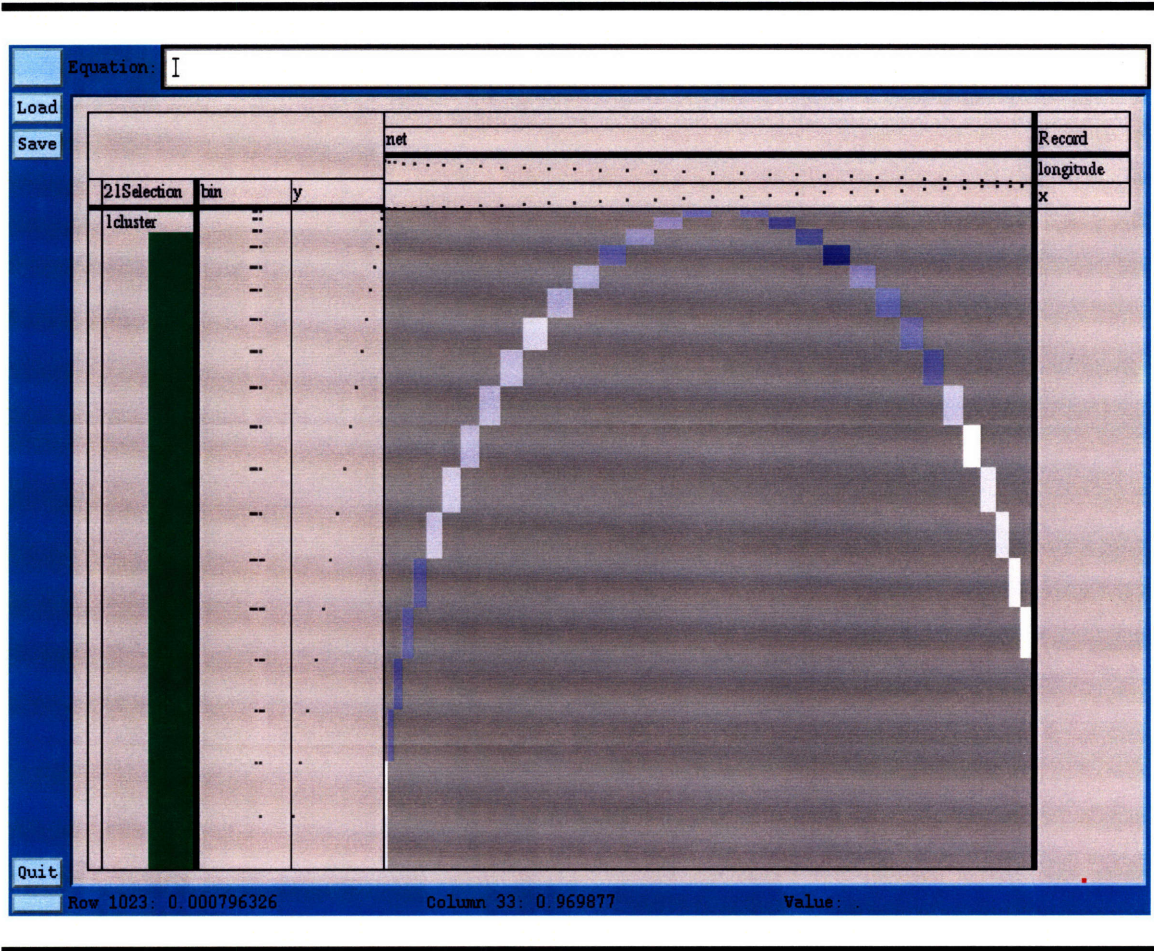 Equation:
Load
Save
net
Record
longitude
x
21Selection bin y
1cluster
Quit
Row 1023: 0.000796326 Column 33: 0.969877 Value: .